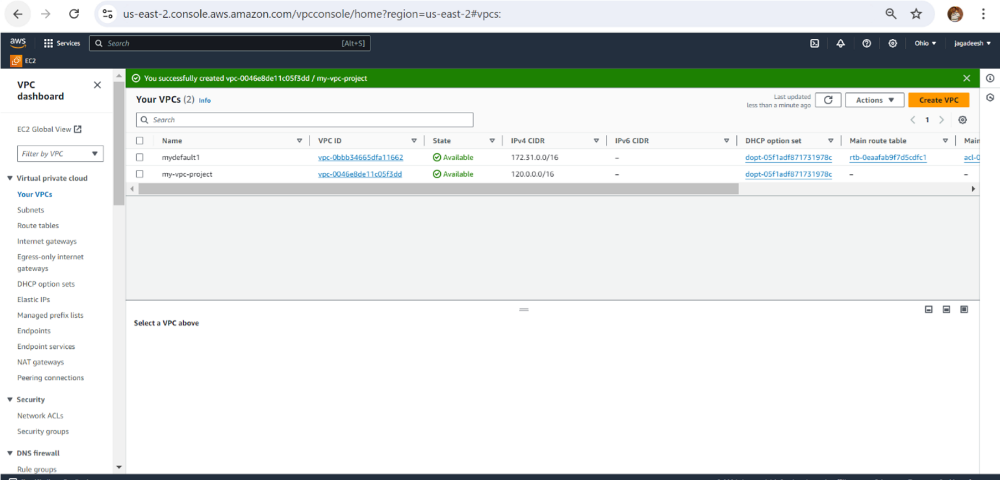 us-east-2.console.aws.amazon.com/vpcconsole/home?region=us-east-2#vpcs:
aws
Services
Search
[Alt+S]
Ohio
jagadeesh
EC2
VPC dashboard
EC2 Global View
Filter by VPC
Virtual private cloud
Your VPCs
Subnets
Route tables
Internet gateways
Egress-only internet
gateways
DHCP option sets
Elastic IPs
Managed prefix lists
Endpoints
Endpoint services
NAT gateways
Peering connections
Security
Network ACLs
Security groups
DNS firewall
Rule groups
You successfully created vpc-0046e8de11c05f3dd / my-vpc-project
Your VPCs (2) Info
Last updated
less than a minute ago
Actions
Create VPC
Search
1
Name VPC ID State IPv4 CIDR IPv6 CIDR DHCP option set Main route table Main
mydefault1 vpc-0bbb34665dfa11662 Available 172.31.0.0/16 – dopt-05f1adf871731978c rtb-0eaafab9f7d5cdfc1 acl-0
my-vpc-project vpc-0046e8de11c05f3dd Available 120.0.0.0/16 – dopt-05f1adf871731978c – –
Select a VPC above